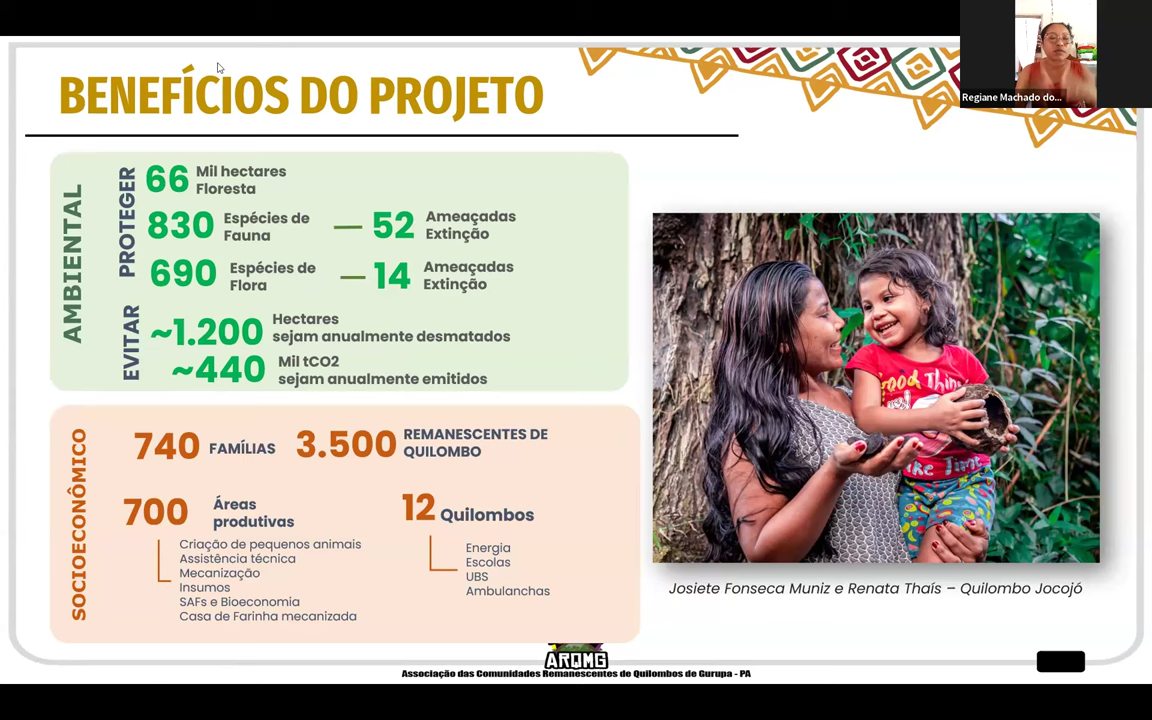 Regiane Machado do...
BENEFÍCIOS DO PROJETO
AMBIENTAL
PROTEGER
66 Mil hectares
Floresta
830 Espécies de
Fauna
52 Ameaçadas
Extinção
690 Espécies de
Flora
14 Ameaçadas
Extinção
EVITAR
~1.200 Hectares
sejam anualmente desmatados
~440 Mil tCO2
sejam anualmente emitidos
SOCIOECONÔMICO
740 FAMÍLIAS
3.500 REMANESCENTES DE
QUILOMBO
700 Áreas
produtivas
Criação de pequenos animais
Assistência técnica
Mecanização
Insumos
SAFs e Bioeconomia
Casa de Farinha mecanizada
12 Quilombos
Energia
Escolas
UBS
Ambulanchas
Josiete Fonseca Muniz e Renata Thaís – Quilombo Jocojó
ARQMG
Associação das Comunidades Remanescentes de Quilombos de Gurupa - PA